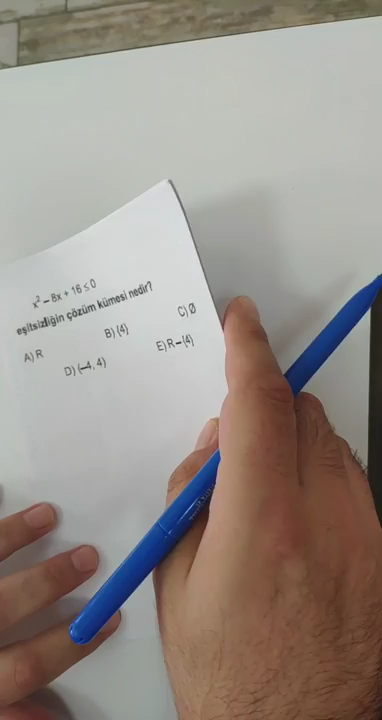 x² – 8x + 16 ≤ 0
eşitsizliğin çözüm kümesi nedir?
A) R B) {4} C) Ø
D) (–4, 4) E) R – {4}